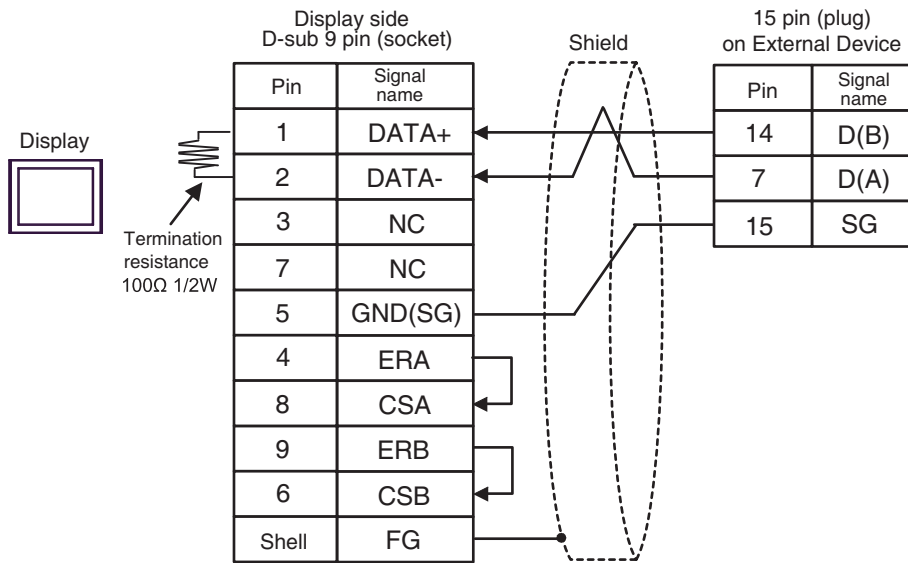 Display side
D-sub 9 pin (socket)
Shield
15 pin (plug)
on External Device
Display
Pin Signal name
1 DATA+
2 DATA-
3 NC
7 NC
5 GND(SG)
4 ERA
8 CSA
9 ERB
6 CSB
Shell FG
Termination
resistance
100Ω 1/2W
Pin Signal name
14 D(B)
7 D(A)
15 SG